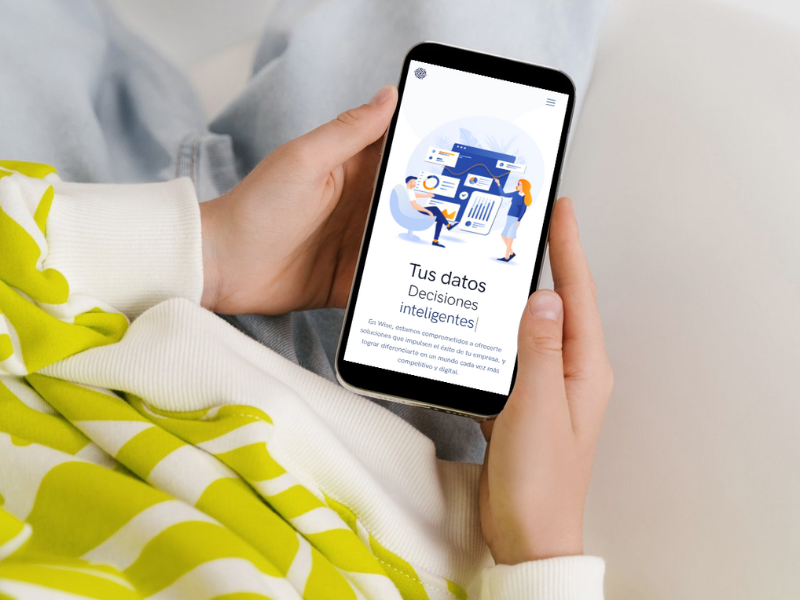 Tus datos
Decisiones
inteligentes|
En Wise, estamos comprometidos a ofrecerte
soluciones que impulsen el éxito de tu empresa, y
lograr diferenciarte en un mundo cada vez más
competitivo y digital.